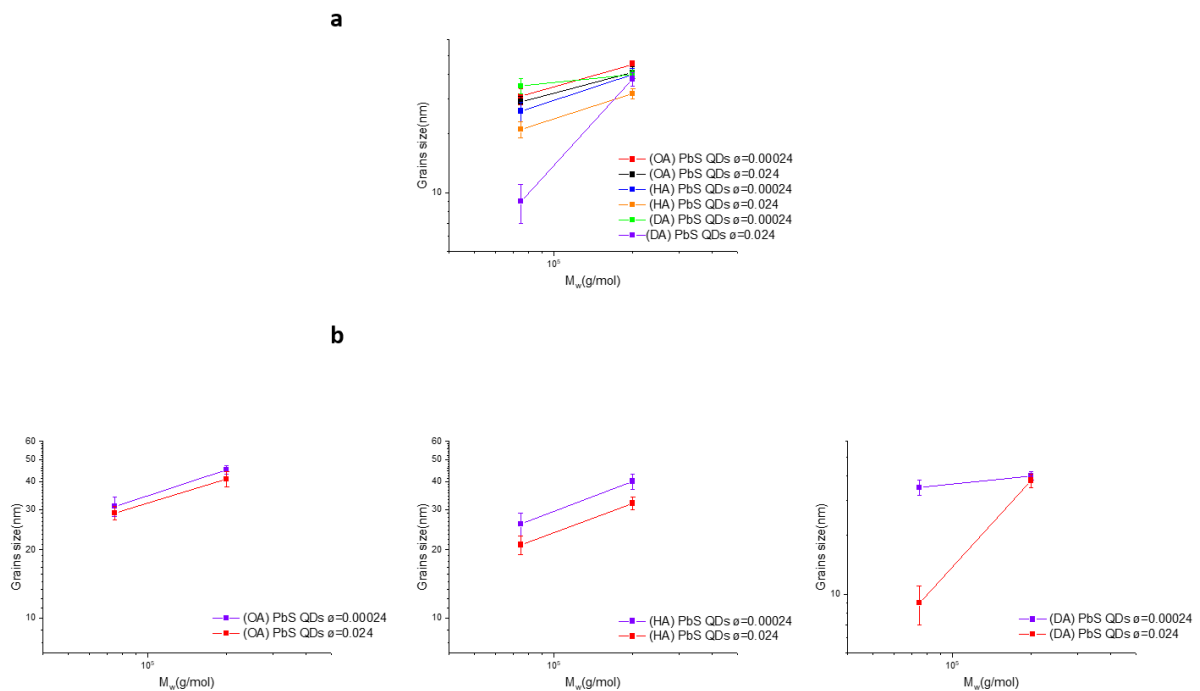 a
Grains size(nm)
10
(OA) PbS QDs ø=0.00024
(OA) PbS QDs ø=0.024
(HA) PbS QDs ø=0.00024
(HA) PbS QDs ø=0.024
(DA) PbS QDs ø=0.00024
(DA) PbS QDs ø=0.024
10⁵
Mw(g/mol)
b
Grains size(nm)
60
50
40
30
20
10
(OA) PbS QDs ø=0.00024
(OA) PbS QDs ø=0.024
10⁵
Mw(g/mol)
Grains size(nm)
60
50
40
30
20
10
(HA) PbS QDs ø=0.00024
(HA) PbS QDs ø=0.024
10⁵
Mw(g/mol)
Grains size(nm)
10
(DA) PbS QDs ø=0.00024
(DA) PbS QDs ø=0.024
10⁵
Mw(g/mol)